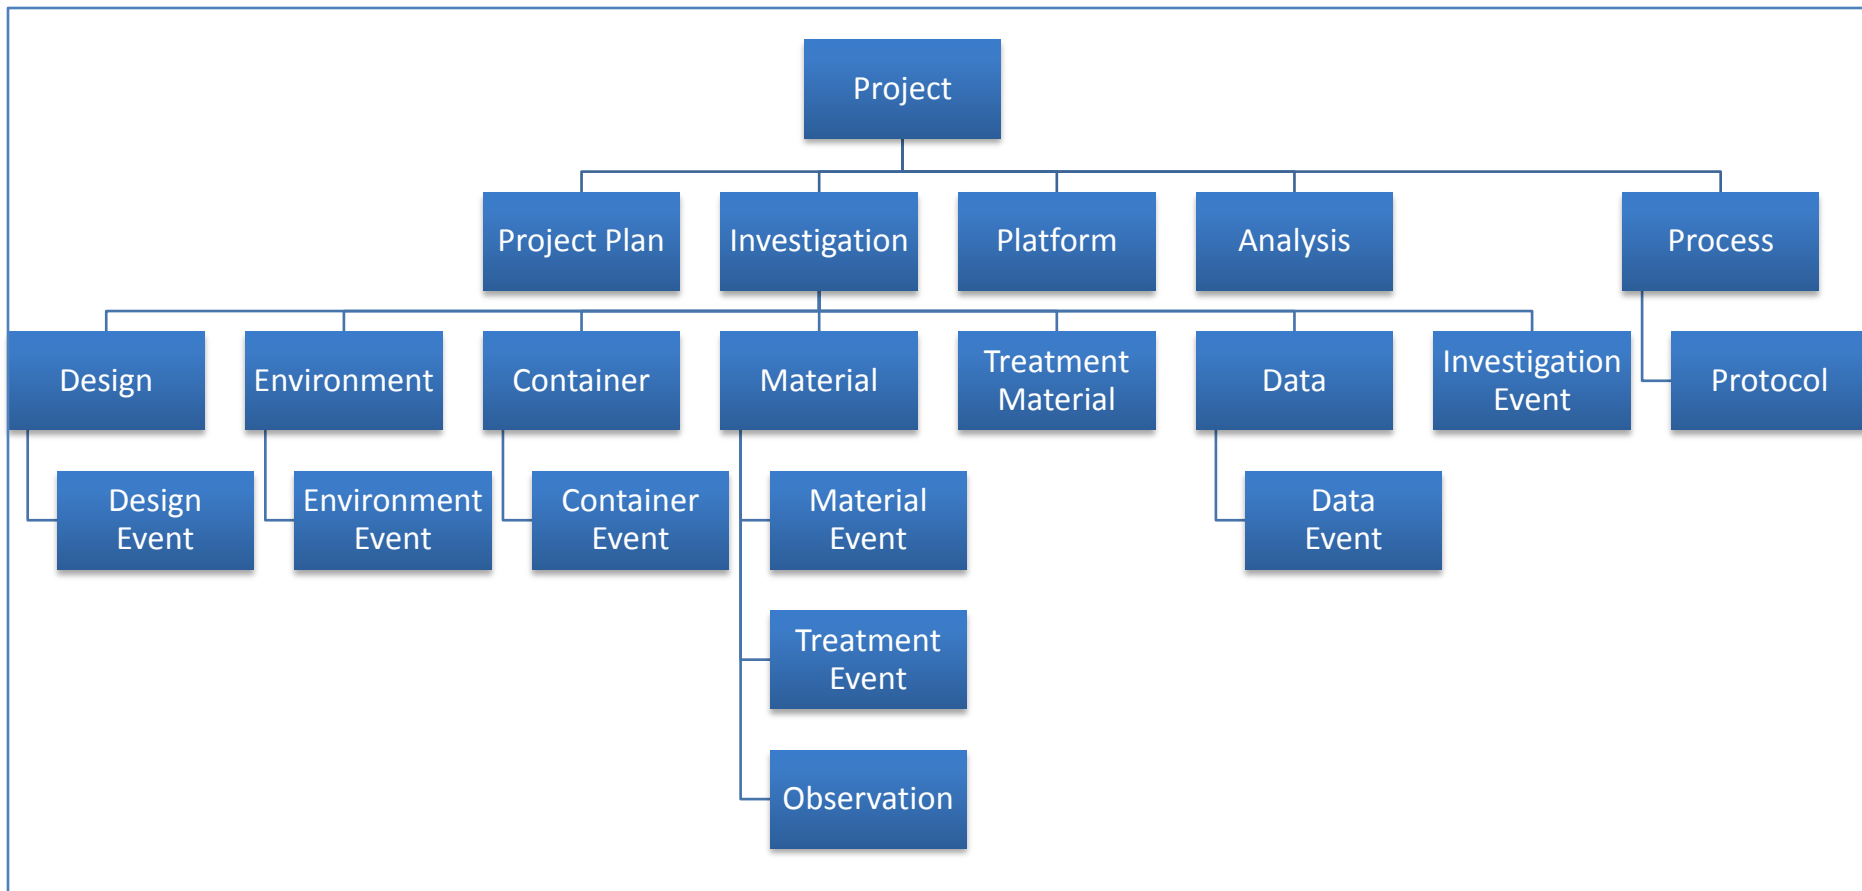 Project
Project Plan
Investigation
Platform
Analysis
Process
Design
Environment
Container
Material
Treatment
Material
Data
Investigation
Event
Protocol
Design
Event
Environment
Event
Container
Event
Material
Event
Data
Event
Treatment
Event
Observation